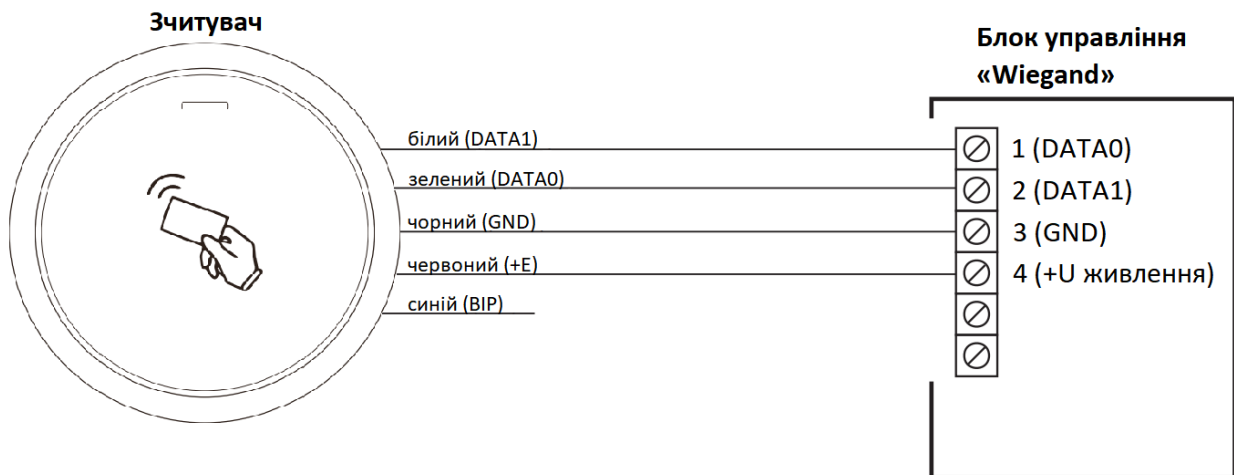 Зчитувач
Блок управління
«Wiegand»
білий (DATA1)
1 (DATA0)
зелений (DATA0)
2 (DATA1)
чорний (GND)
3 (GND)
червоний (+E)
4 (+U живлення)
синій (BIP)